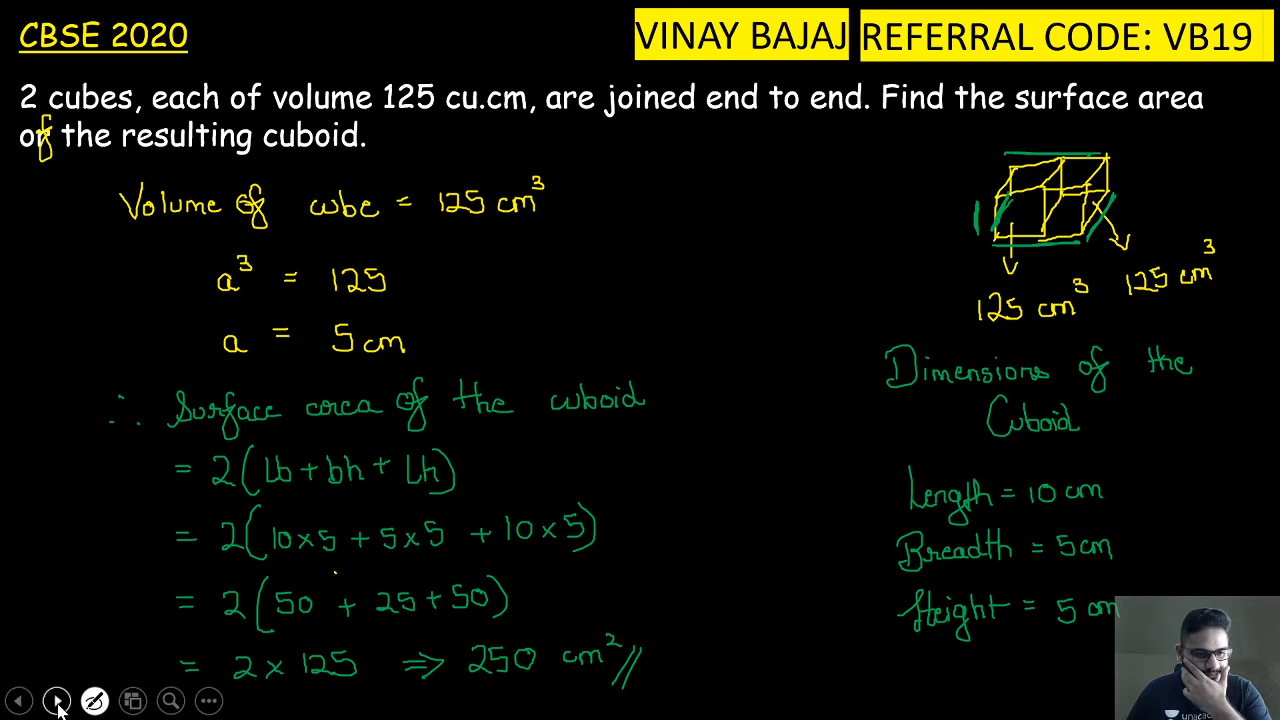 CBSE 2020
VINAY BAJAJ
REFERRAL CODE: VB19
2 cubes, each of volume 125 cu.cm, are joined end to end. Find the surface area
of the resulting cuboid.
Volume of cube = 125 cm³
a³ = 125
a = 5 cm
125 cm³
125 cm³
Dimensions of the
Cuboid
Length = 10 cm
Breadth = 5cm
Height = 5 cm
∴ Surface area of the cuboid
= 2(lb + bh + lh)
= 2(10×5 + 5×5 + 10×5)
= 2(50 + 25 + 50)
= 2 × 125 ⇒ 250 cm²//